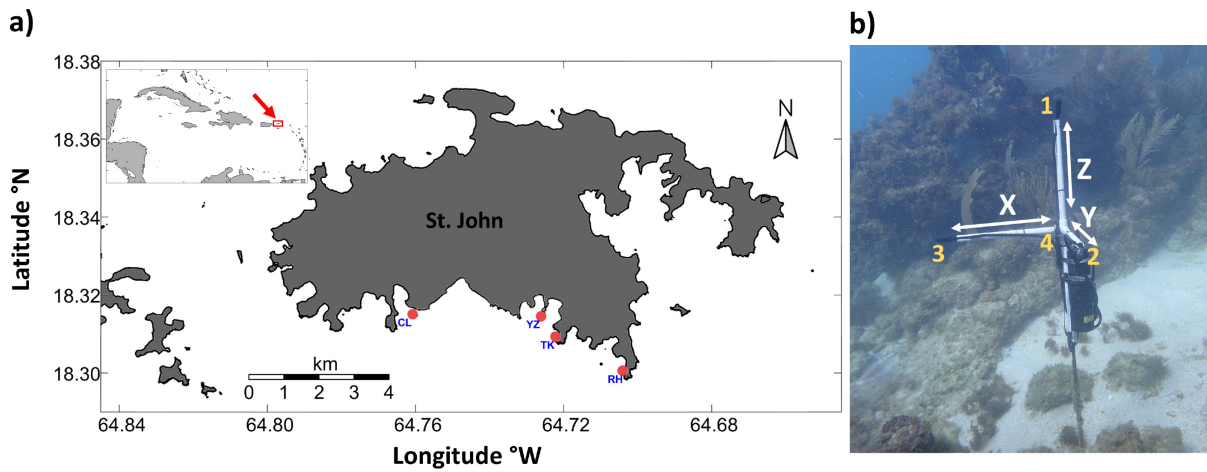 a)
b)
Latitude °N
18.38
18.36
18.34
18.32
18.30
N
St. John
CL
YZ
TK
RH
km
0 1 2 3 4
64.84 64.80 64.76 64.72 64.68
Longitude °W
1
Z
X
Y
3
4
2